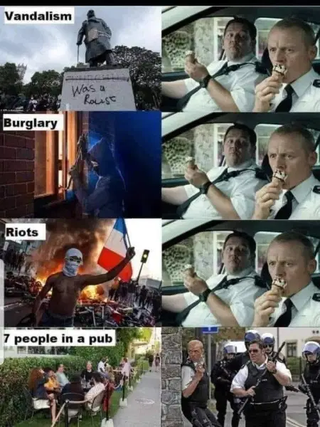 Vandalism
Was a
Racist
Burglary
Riots
7 people in a pub